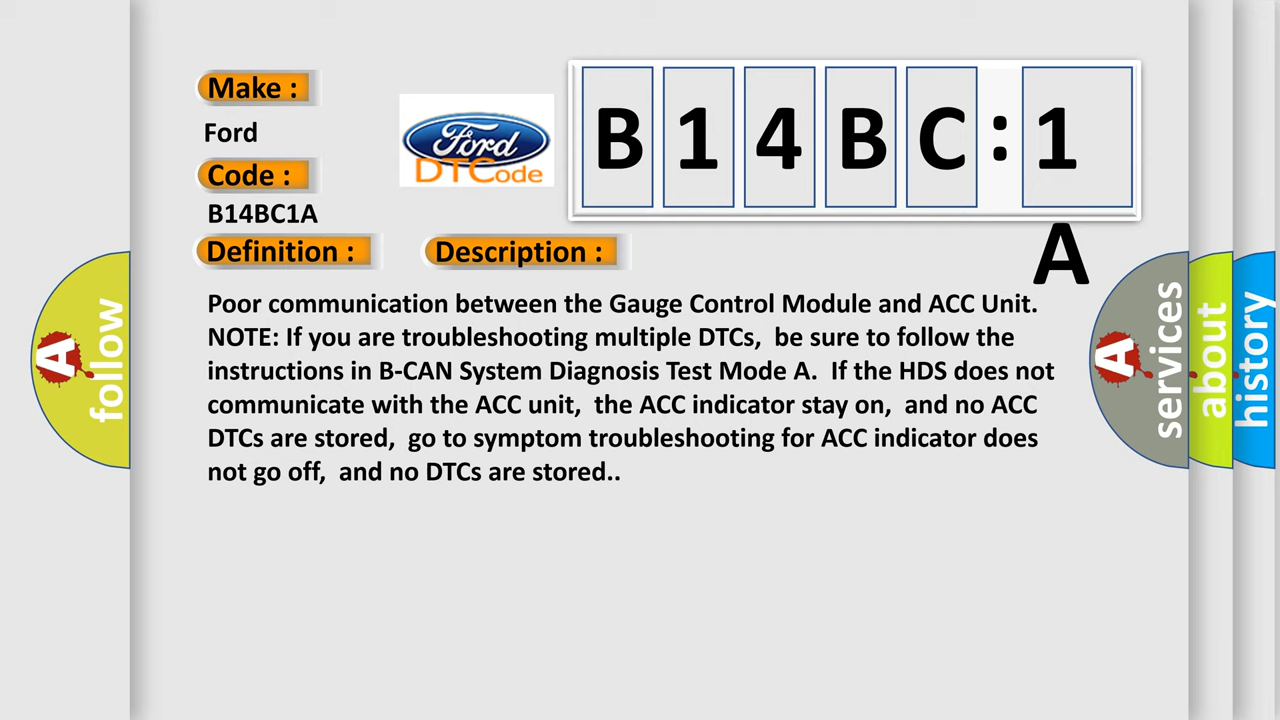 Make :
Ford
Code :
B14BC1A
Definition :
Description :
Ford
DTCode
B14BC:1
A
Poor communication between the Gauge Control Module and ACC Unit.
NOTE: If you are troubleshooting multiple DTCs,  be sure to follow the
instructions in B-CAN System Diagnosis Test Mode A.  If the HDS does not
communicate with the ACC unit,  the ACC indicator stay on,  and no ACC
DTCs are stored,  go to symptom troubleshooting for ACC indicator does
not go off,  and no DTCs are stored..
A
follow
A
services
about
history